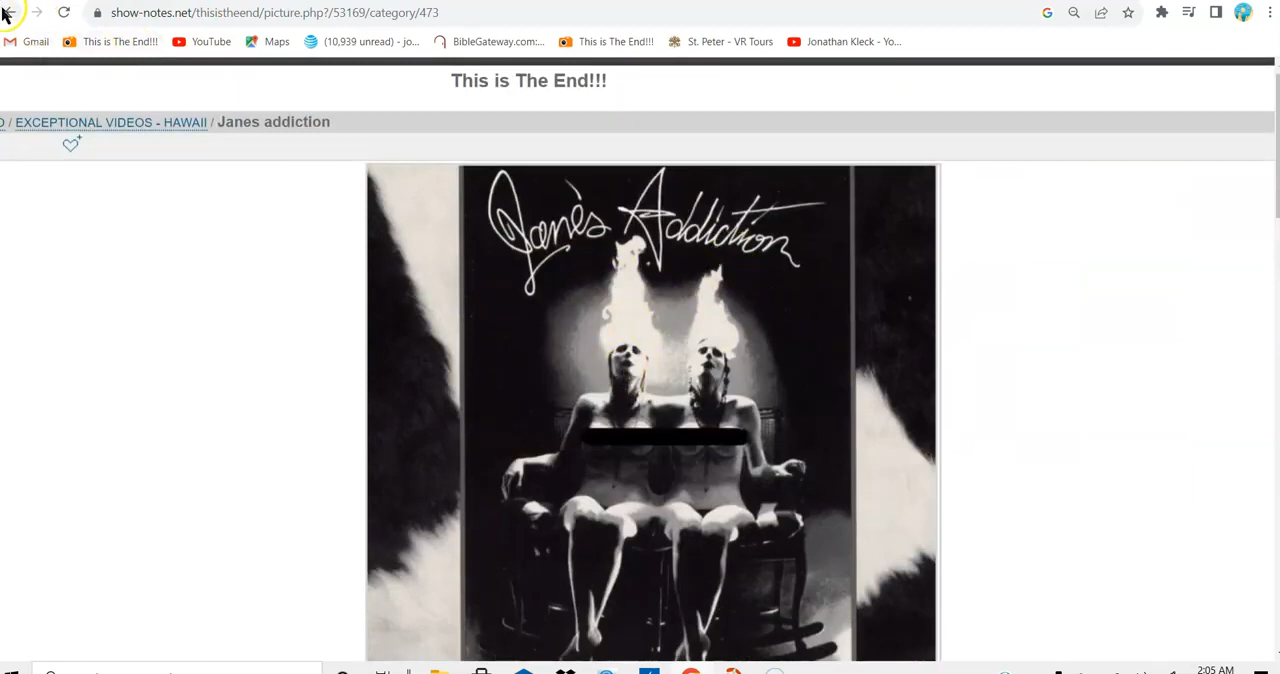 show-notes.net/thisistheend/picture.php?/53169/category/473
Gmail
This is The End!!!
YouTube
Maps
(10,939 unread) - jo...
BibleGateway.com:...
This is The End!!!
St. Peter - VR Tours
Jonathan Kleck - Yo...
This is The End!!!
/ EXCEPTIONAL VIDEOS - HAWAII / Janes addiction
Jane's Addiction
2:05 AM